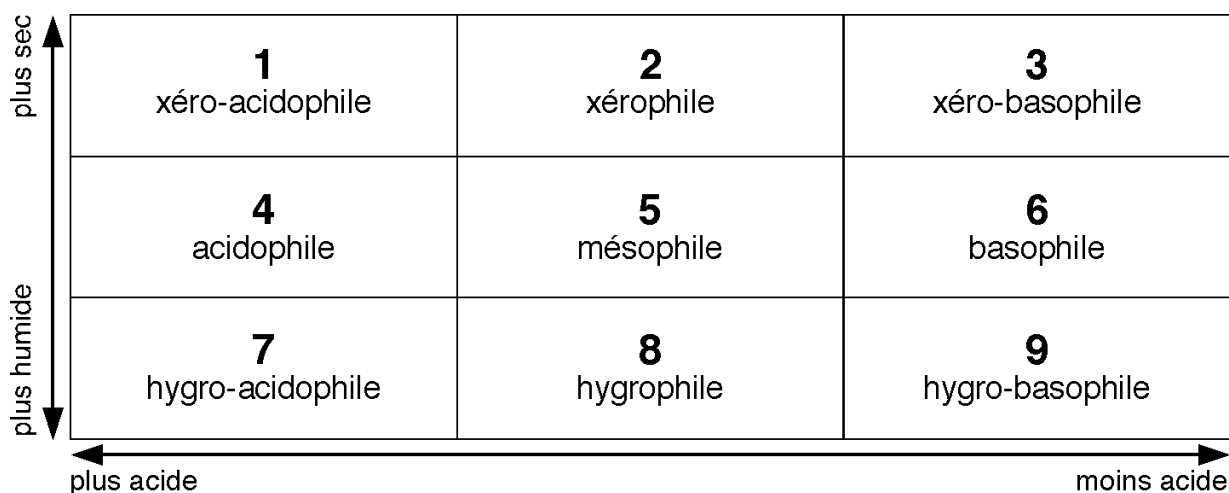 plus sec
1
xéro-acidophile
2
xérophile
3
xéro-basophile
4
acidophile
5
mésophile
6
basophile
plus humide
7
hygro-acidophile
8
hygrophile
9
hygro-basophile
plus acide
moins acide